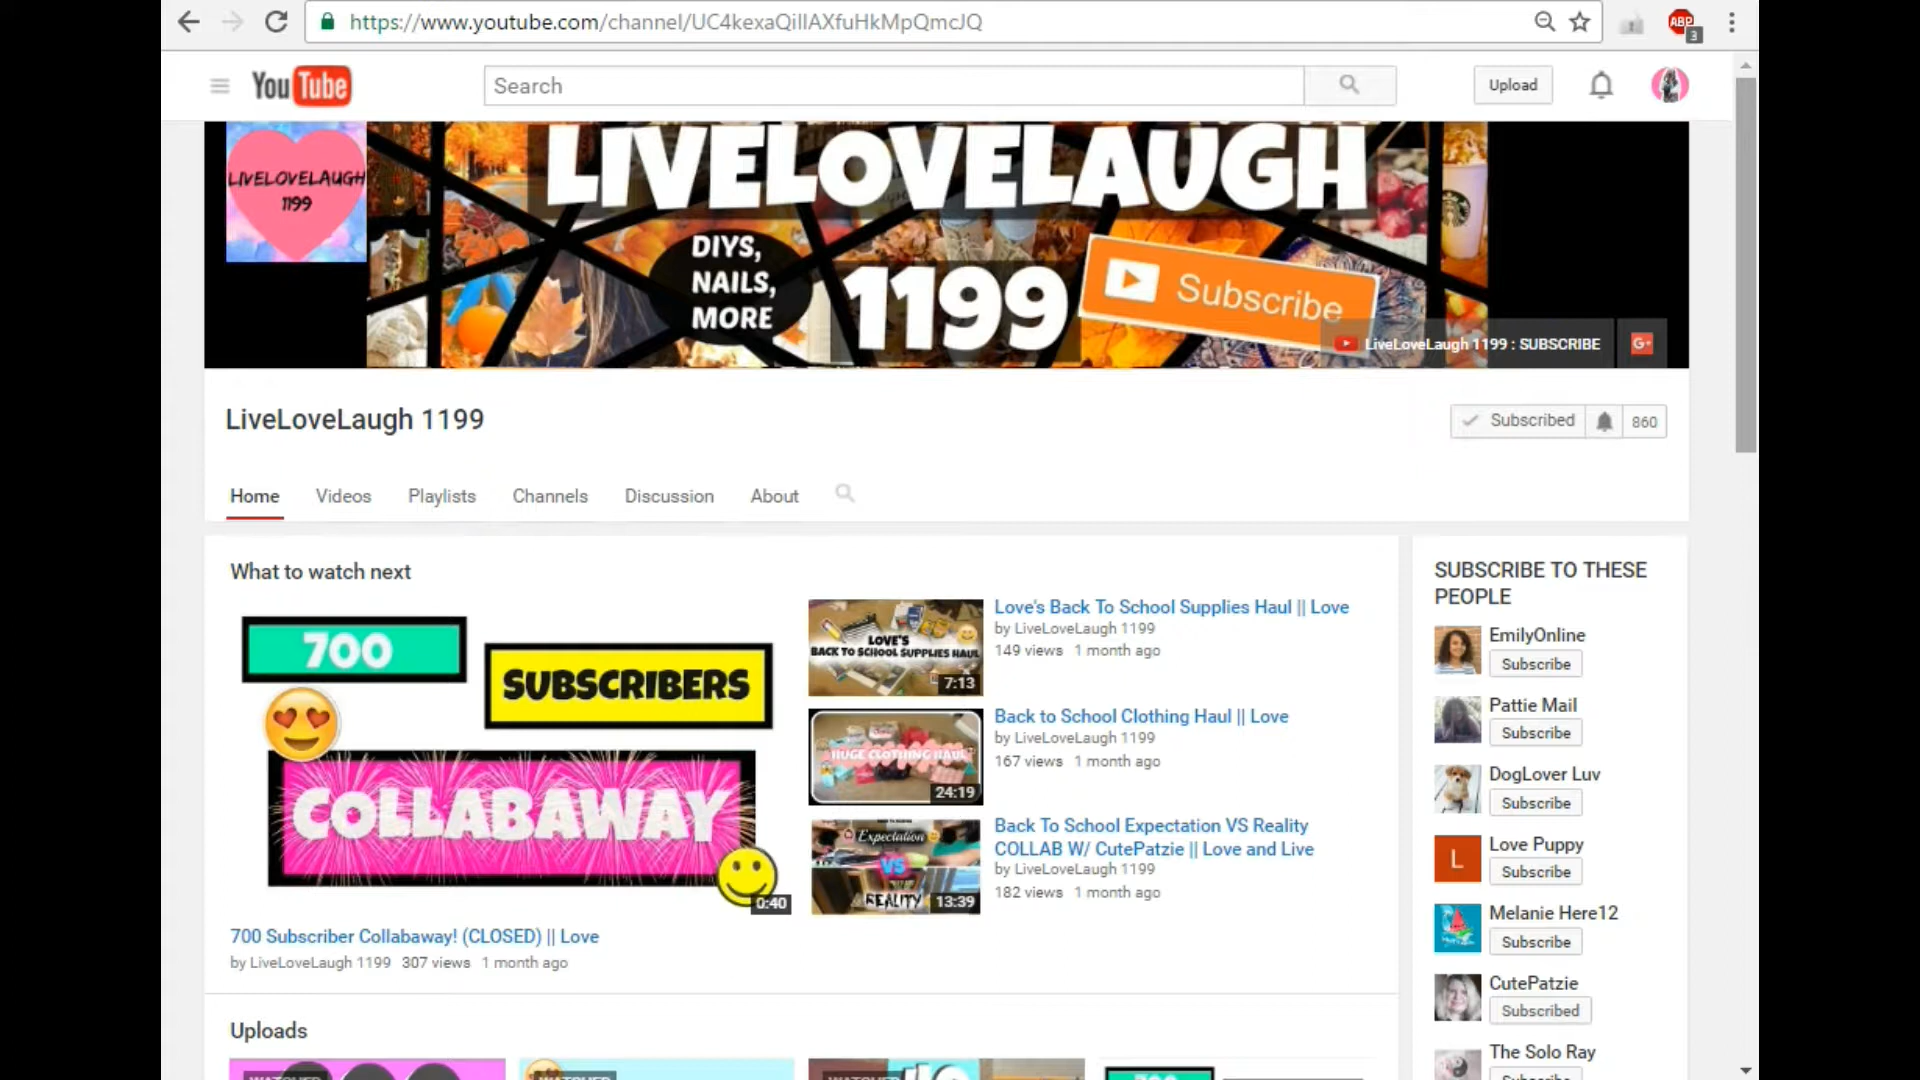 https://www.youtube.com/channel/UC4kexaQillAXfuHkMpQmcJQ
ABP
3
YouTube
Search
Upload
LIVELOVELAUGH
1199
LIVELOVELAUGH
DIYS,
NAILS,
MORE
1199
Subscribe
LiveLoveLaugh 1199 : SUBSCRIBE
G+
LiveLoveLaugh 1199
Subscribed
860
Home Videos Playlists Channels Discussion About
What to watch next
700
SUBSCRIBERS
COLLABAWAY
0:40
700 Subscriber Collabaway! (CLOSED) || Love
by LiveLoveLaugh 1199 307 views 1 month ago
LOVE'S
BACK TO SCHOOL SUPPLIES HAUL
7:13
Love's Back To School Supplies Haul || Love
by LiveLoveLaugh 1199
149 views 1 month ago
HUGE CLOTHING HAUL
24:19
Back to School Clothing Haul || Love
by LiveLoveLaugh 1199
167 views 1 month ago
Expectation
VS
REALITY
13:39
Back To School Expectation VS Reality
COLLAB W/ CutePatzie || Love and Live
by LiveLoveLaugh 1199
182 views 1 month ago
Uploads
WATCHED
WATCHED
WATCHED
SUBSCRIBE TO THESE
PEOPLE
EmilyOnline
Subscribe
Pattie Mail
Subscribe
DogLover Luv
Subscribe
L
Love Puppy
Subscribe
Melanie Here12
Subscribe
CutePatzie
Subscribed
The Solo Ray
Subscribe